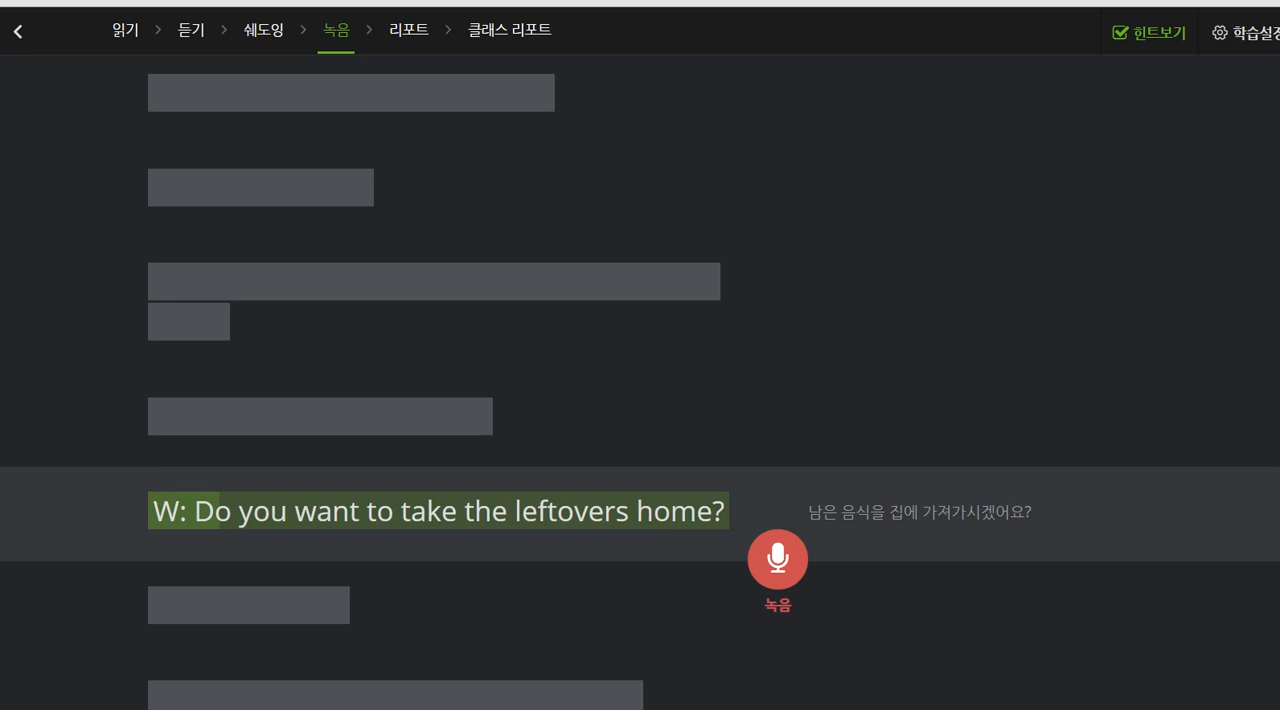 읽기 > 듣기 > 쉐도잉 > 녹음 > 리포트 > 클래스 리포트
힌트보기
학습설정
W: Do you want to take the leftovers home?
남은 음식을 집에 가져가시겠어요?
녹음